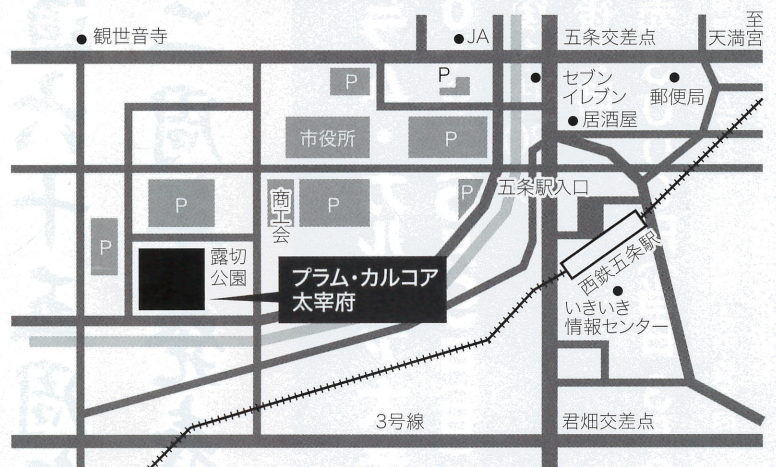 至
天満宮
観世音寺
JA
五条交差点
P
P
セブン
イレブン
郵便局
居酒屋
市役所
P
P
商工会
P
P
五条駅入口
P
露切
公園
プラム・カルコア
太宰府
西鉄五条駅
いきいき
情報センター
3号線
君畑交差点